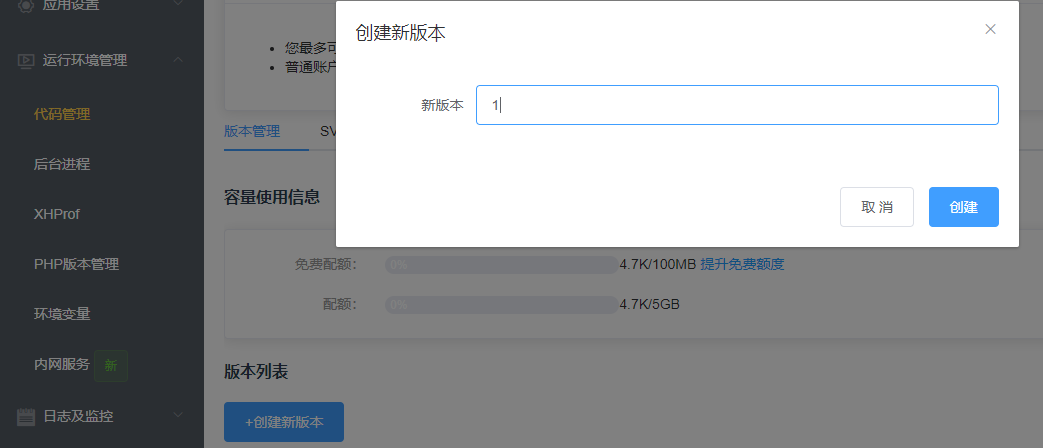 应用设置
运行环境管理
代码管理
后台进程
XHProf
PHP版本管理
环境变量
内网服务 新
日志及监控
创建新版本
新版本 1
取 消 创建
您最多可
普通账户
版本管理 SV
容量使用信息
免费配额： 0% 4.7K/100MB 提升免费额度
配额： 0% 4.7K/5GB
版本列表
+创建新版本